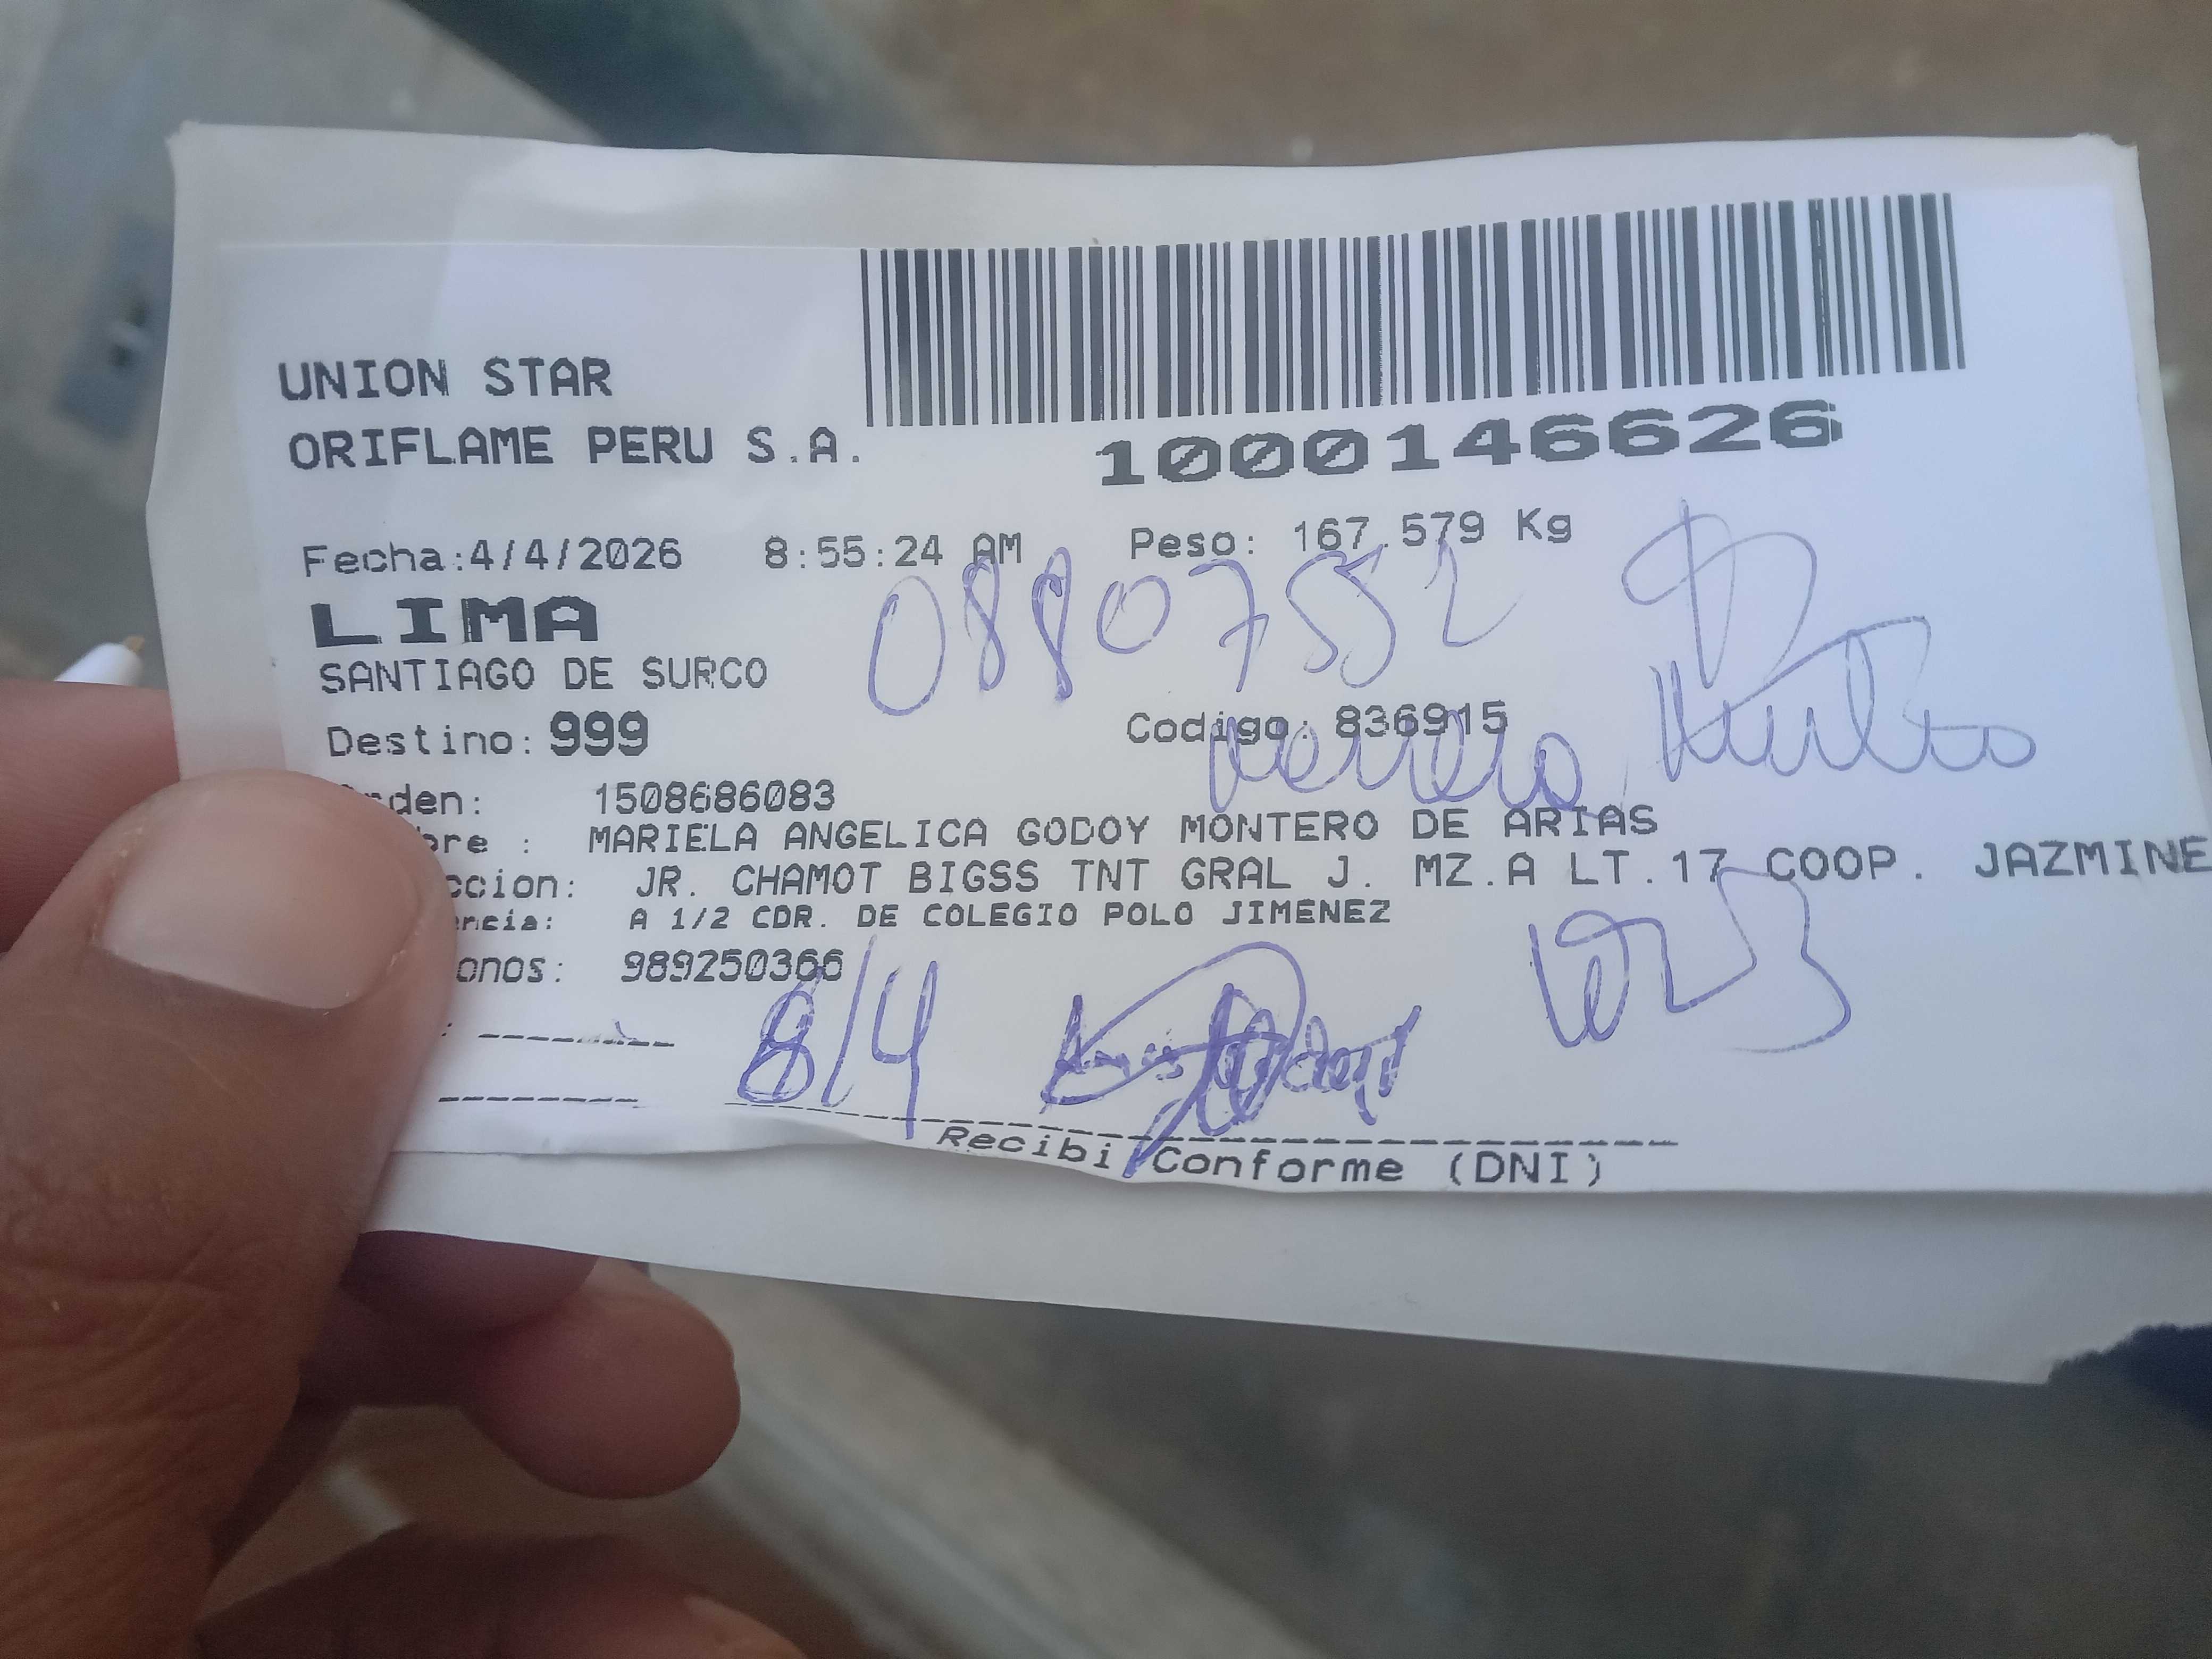 UNION STAR
ORIFLAME PERU S.A.
1000146626
Fecha:4/4/2026 8:55:24 AM Peso: 167.579 Kg
LIMA
08807552
SANTIAGO DE SURCO
Destino: 999 Codigo: 836915
rden: 1508686083
bre : MARIELA ANGELICA GODOY MONTERO DE ARIAS
ccion: JR. CHAMOT BIGSS TNT GRAL J. MZ.A LT.17 COOP. JAZMINE
encia: A 1/2 CDR. DE COLEGIO POLO JIMENEZ
onos: 989250366
8/4
Recibi Conforme (DNI)